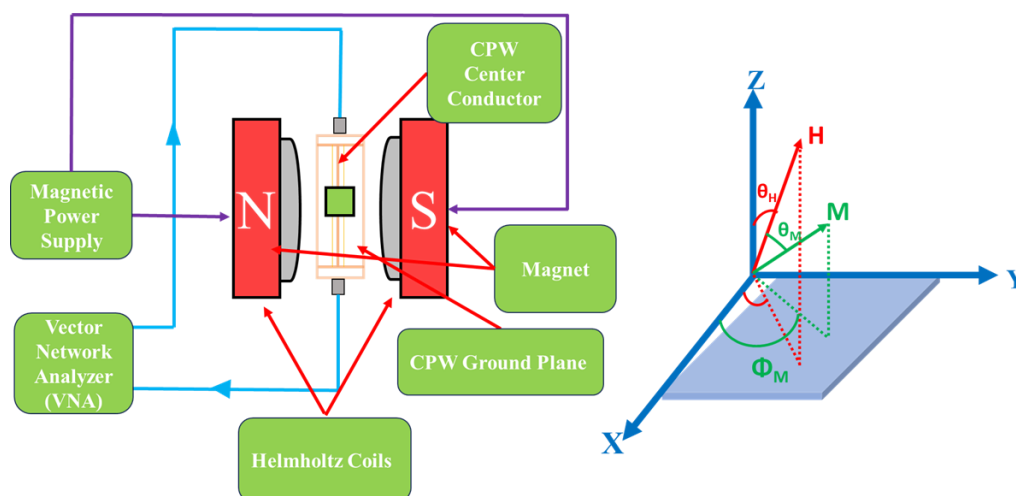 CPW
Center
Conductor
Magnetic
Power
Supply
N
S
Magnet
Vector
Network
Analyzer
(VNA)
CPW Ground Plane
Helmholtz Coils
Z
H
θH
θM
M
Y
ΦM
X